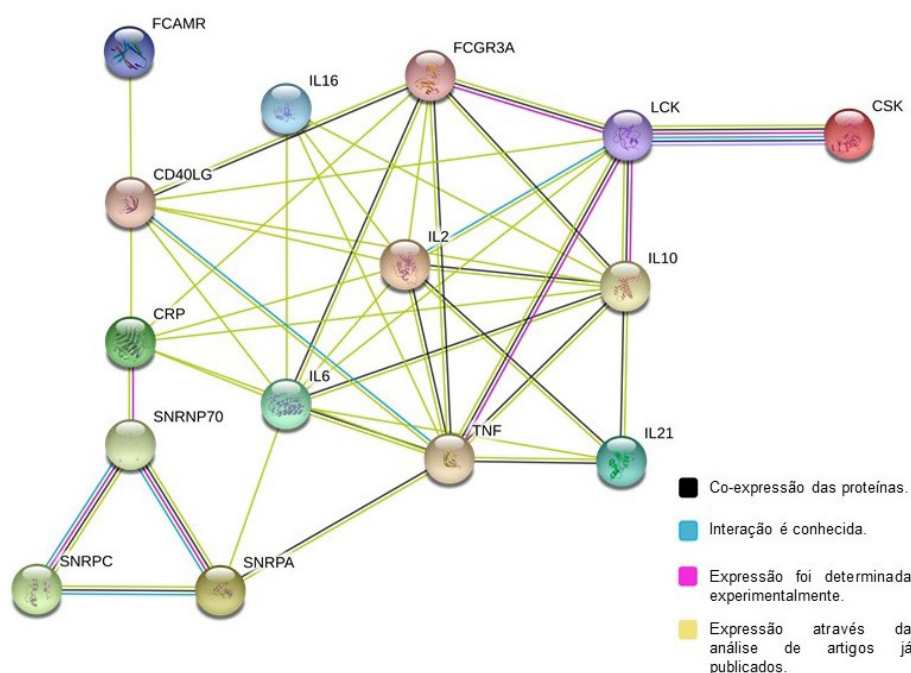 FCAMR
FCGR3A
IL16
LCK
CSK
CD40LG
IL2
IL10
CRP
IL6
SNRNP70
TNF
IL21
SNRPC
SNRPA
Co-expressão das proteínas.
Interação é conhecida.
Expressão foi determinada
experimentalmente.
Expressão através da
análise de artigos já
publicados.